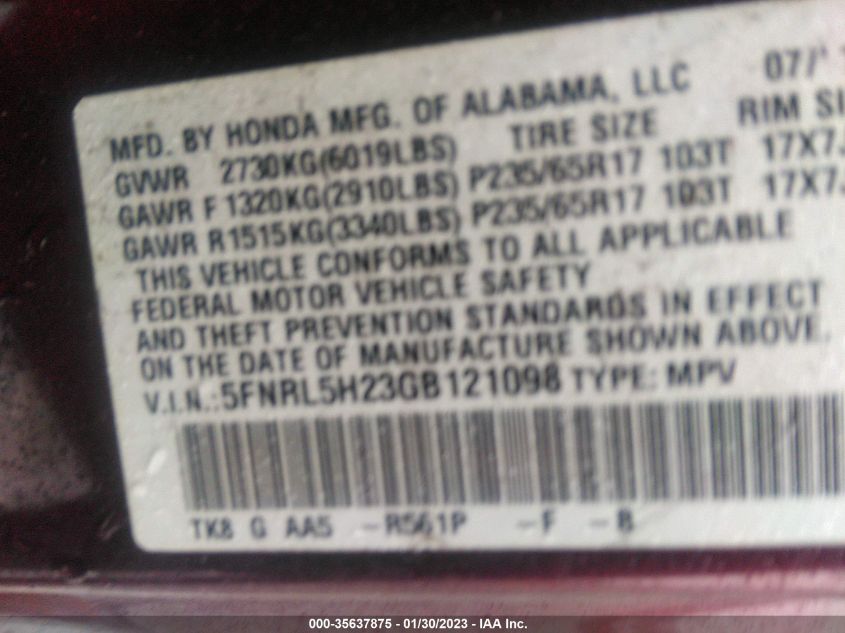 MFD. BY HONDA MFG. OF ALABAMA, LLC 07/
GVWR 2730KG(6019LBS) TIRE SIZE RIM SI
GAWR F 1320KG(2910LBS) P235/65R17 103T 17X7.
GAWR R1515KG(3340LBS) P235/65R17 103T 17X7.
THIS VEHICLE CONFORMS TO ALL APPLICABLE
FEDERAL MOTOR VEHICLE SAFETY
AND THEFT PREVENTION STANDARDS IN EFFECT
ON THE DATE OF MANUFACTURE SHOWN ABOVE.
V.I.N.:5FNRL5H23GB121098 TYPE: MPV
TK8 G AA5 -R561P -F -B
000-35637875 / 01/30/2023 - IAA Inc.